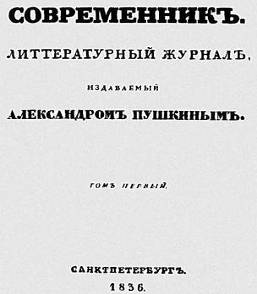 СОВРЕМЕННИКЪ.
ЛИТТЕРАТУРНЫЙ ЖУРНАЛЪ,
ИЗДАВАЕМЫЙ
АЛЕКСАНДРОМЪ ПУШКИНЫМЪ.
ТОМЪ ПЕРВЫЙ.
САНКТПЕТЕРБУРГЪ.
1836.